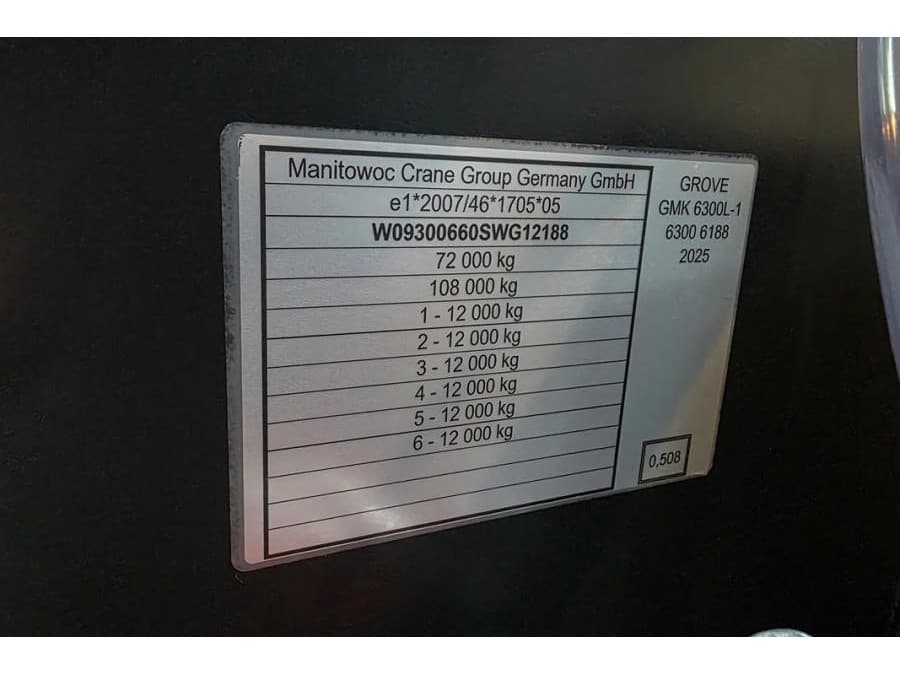 Manitowoc Crane Group Germany GmbH
e1*2007/46*1705*05
W09300660SWG12188
72 000 kg
108 000 kg
1 - 12 000 kg
2 - 12 000 kg
3 - 12 000 kg
4 - 12 000 kg
5 - 12 000 kg
6 - 12 000 kg
GROVE
GMK 6300L-1
6300 6188
2025
0,508